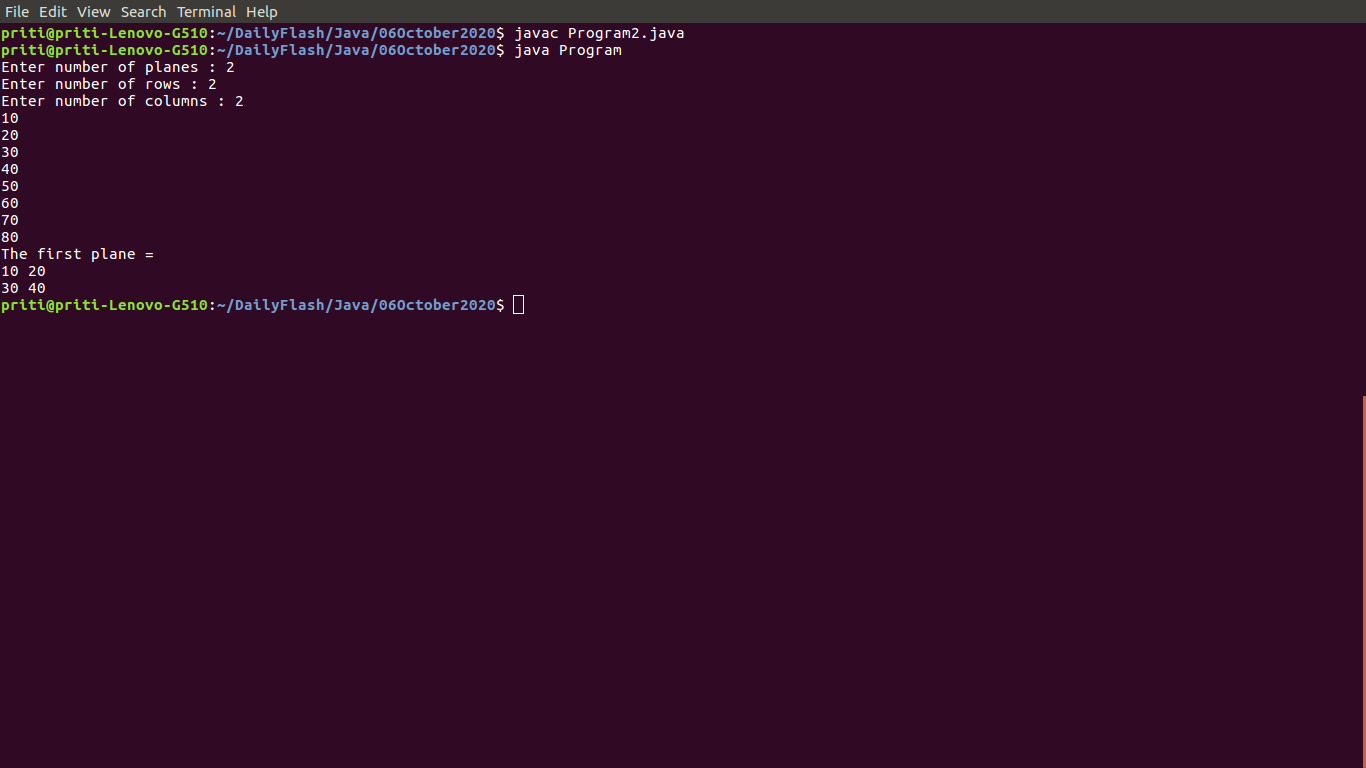 File Edit View Search Terminal Help
priti@priti-Lenovo-G510:~/DailyFlash/Java/06October2020$ javac Program2.java
priti@priti-Lenovo-G510:~/DailyFlash/Java/06October2020$ java Program
Enter number of planes : 2
Enter number of rows : 2
Enter number of columns : 2
10
20
30
40
50
60
70
80
The first plane =
10 20
30 40
priti@priti-Lenovo-G510:~/DailyFlash/Java/06October2020$